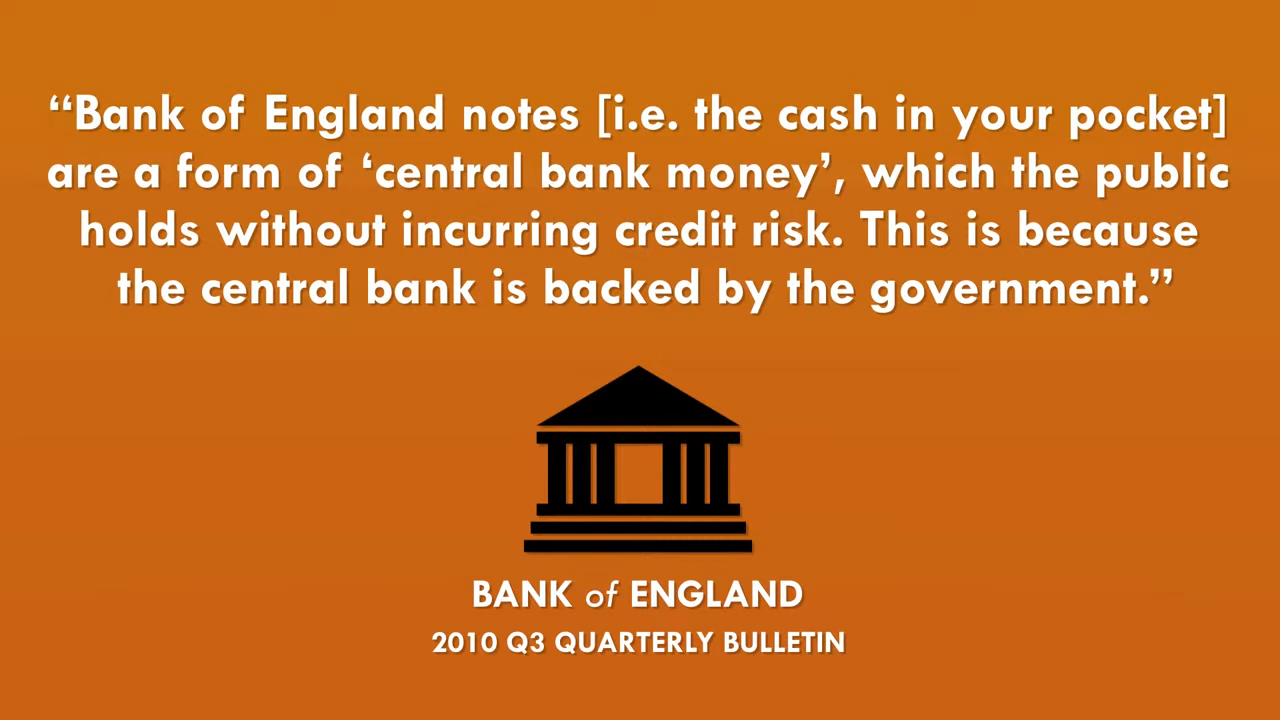 “Bank of England notes [i.e. the cash in your pocket]
are a form of ‘central bank money’, which the public
holds without incurring credit risk. This is because
the central bank is backed by the government.”
BANK of ENGLAND
2010 Q3 QUARTERLY BULLETIN